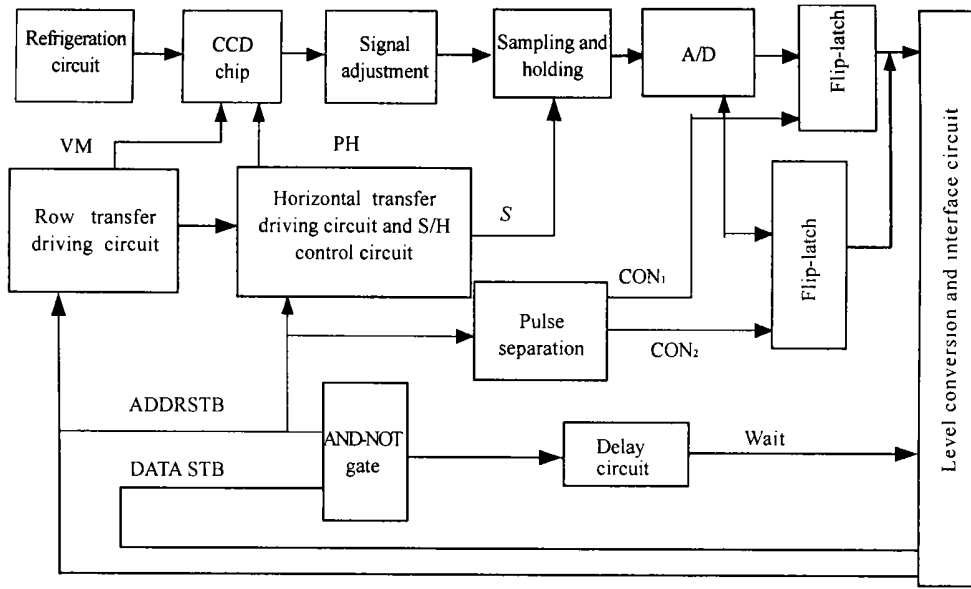 Refrigeration
circuit
CCD
chip
Signal
adjustment
Sampling and
holding
A/D
Flip-latch
Level conversion and interface circuit
VM
PH
Row transfer
driving circuit
Horizontal transfer
driving circuit and S/H
control circuit
S
Flip-latch
CON₁
Pulse
separation
CON₂
ADDRSTB
AND-NOT
gate
DATA STB
Delay
circuit
Wait